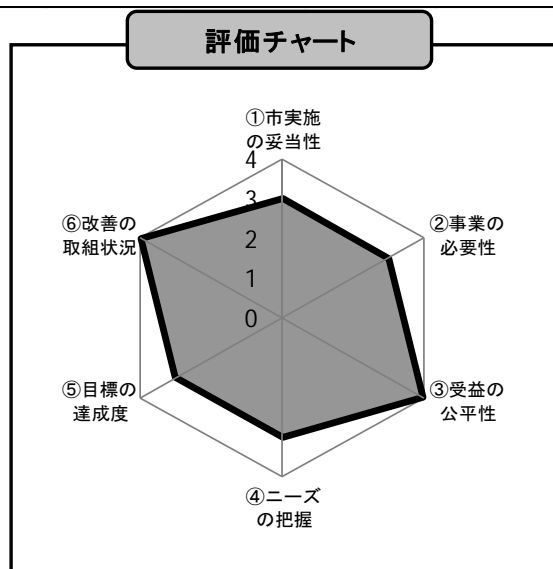 評価チャート
①市実施
の妥当性
4
3
2
1
0
②事業の
必要性
③受益の
公平性
④ニーズ
の把握
⑤目標の
達成度
⑥改善の
取組状況